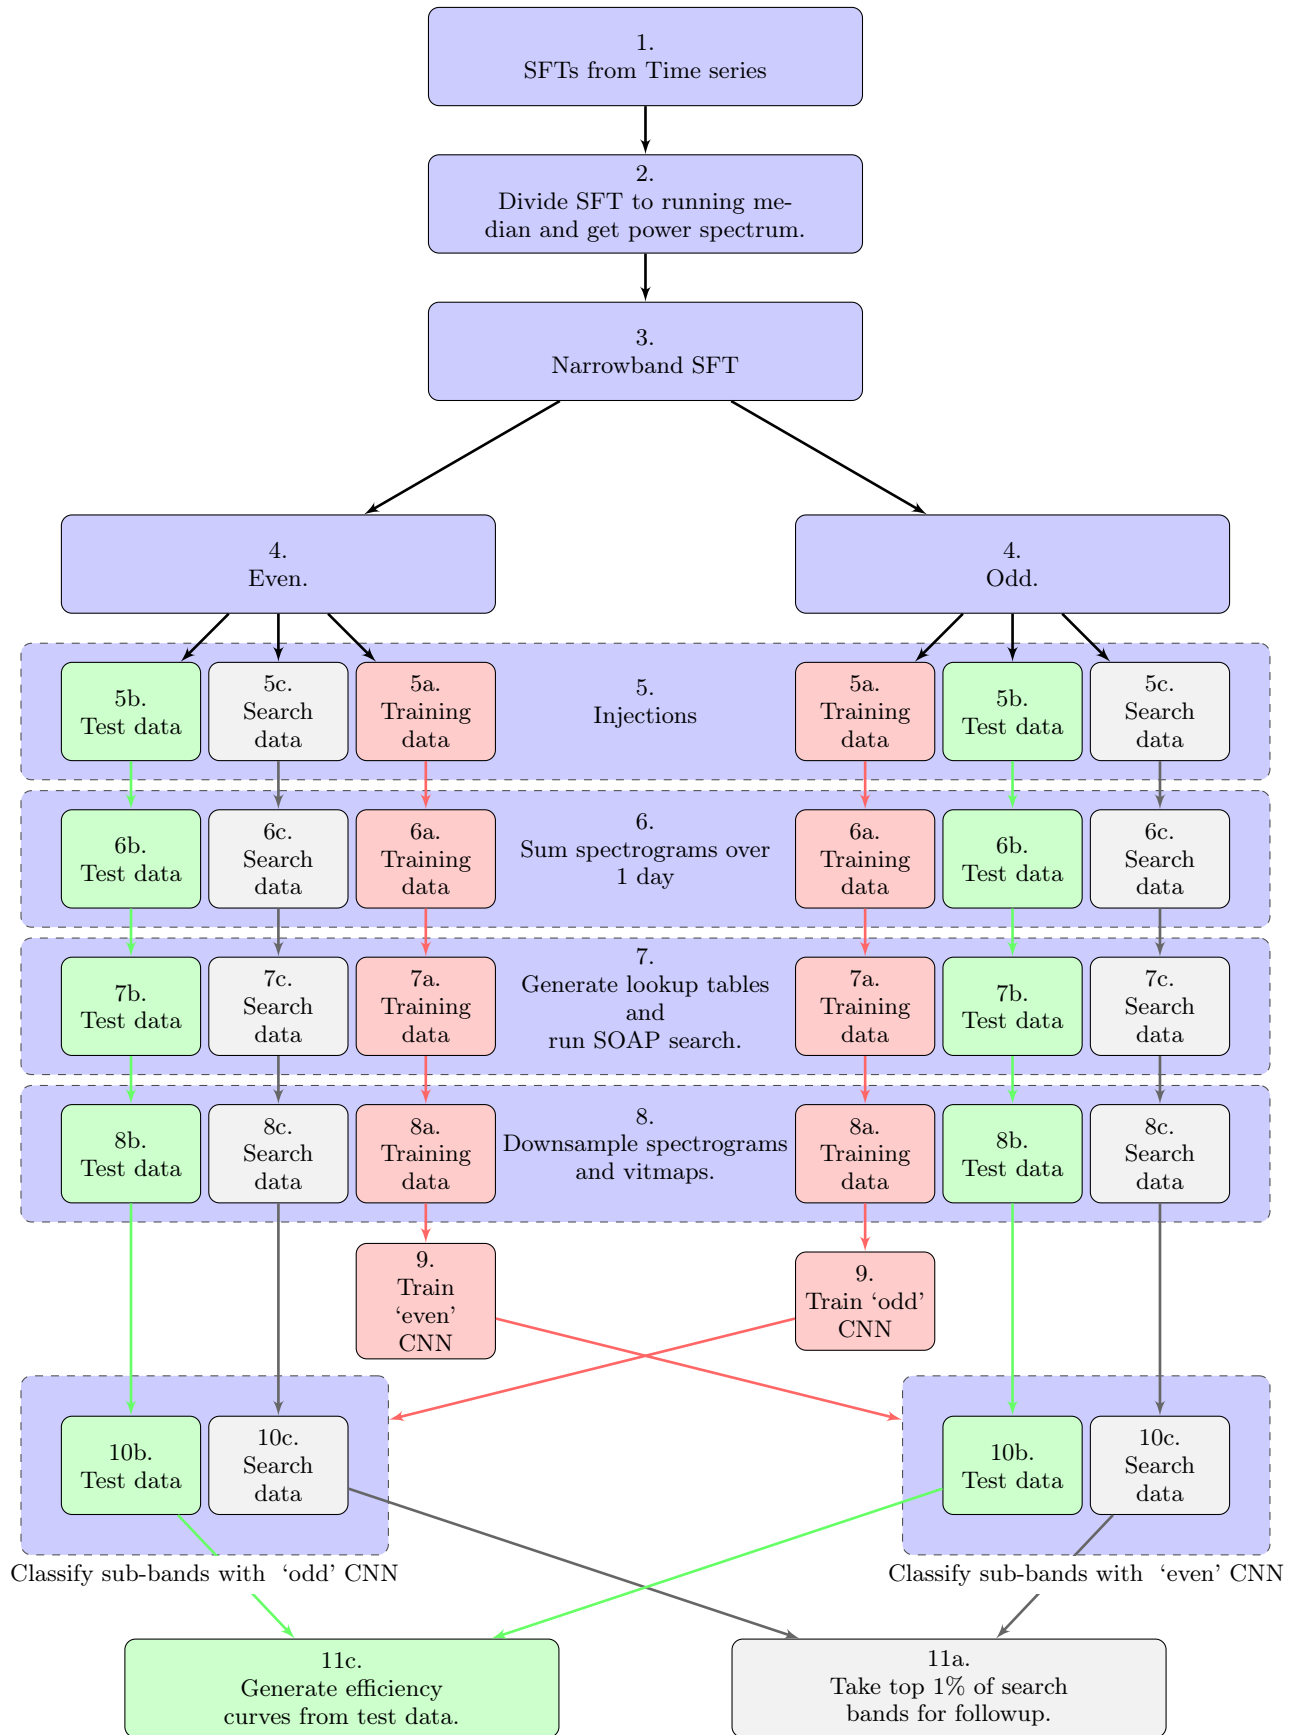 1.
SFTs from Time series
2.
Divide SFT to running me-
dian and get power spectrum.
3.
Narrowband SFT
4.
Even.
4.
Odd.
5b.
Test data
5c.
Search
data
5a.
Training
data
5.
Injections
5a.
Training
data
5b.
Test data
5c.
Search
data
6b.
Test data
6c.
Search
data
6a.
Training
data
6.
Sum spectrograms over
1 day
6a.
Training
data
6b.
Test data
6c.
Search
data
7b.
Test data
7c.
Search
data
7a.
Training
data
7.
Generate lookup tables
and
run SOAP search.
7a.
Training
data
7b.
Test data
7c.
Search
data
8b.
Test data
8c.
Search
data
8a.
Training
data
8.
Downsample spectrograms
and vitmaps.
8a.
Training
data
8b.
Test data
8c.
Search
data
9.
Train
‘even’
CNN
9.
Train ‘odd’
CNN
10b.
Test data
10c.
Search
data
10b.
Test data
10c.
Search
data
Classify sub-bands with ‘odd’ CNN
Classify sub-bands with ‘even’ CNN
11c.
Generate efficiency
curves from test data.
11a.
Take top 1% of search
bands for followup.